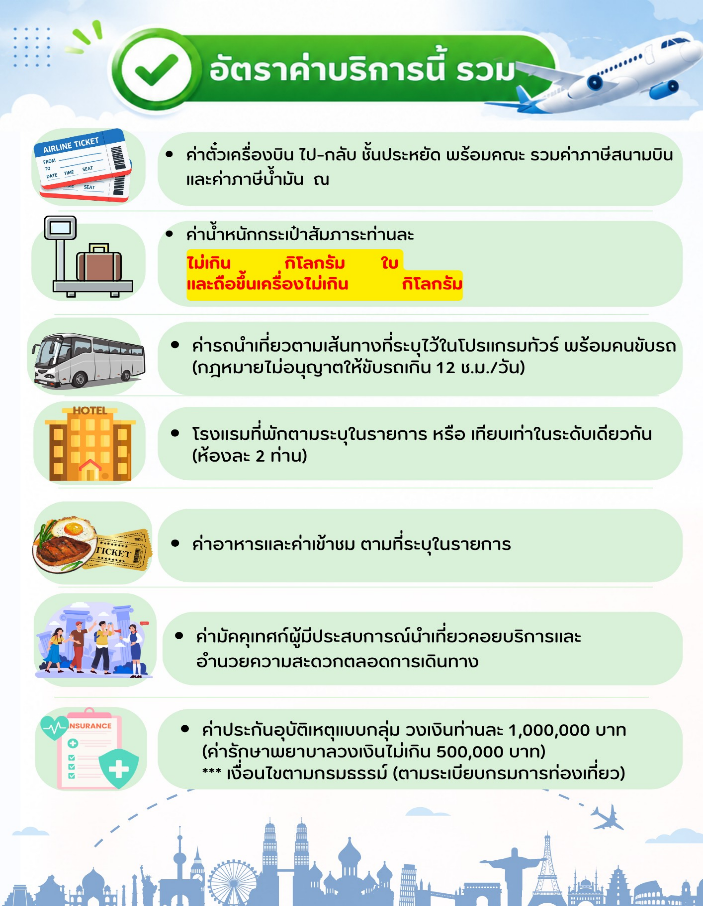 อัตราค่าบริการนี้ รวม
AIRLINE TICKET
FROM
TO
DATE TIME SEAT
SEAT
• ค่าตั๋วเครื่องบิน ไป-กลับ ชั้นประหยัด พร้อมคณะ รวมค่าภาษีสนามบิน
และค่าภาษีน้ำมัน ณ
• ค่าน้ำหนักกระเป๋าสัมภาระท่านละ
ไม่เกิน กิโลกรัม ใบ
และถือขึ้นเครื่องไม่เกิน กิโลกรัม
• ค่ารถนำเที่ยวตามเส้นทางที่ระบุไว้ในโปรแกรมทัวร์ พร้อมคนขับรถ
(กฎหมายไม่อนุญาตให้ขับรถเกิน 12 ช.ม./วัน)
HOTEL
• โรงแรมที่พักตามระบุในรายการ หรือ เทียบเท่าในระดับเดียวกัน
(ห้องละ 2 ท่าน)
TICKET
• ค่าอาหารและค่าเข้าชม ตามที่ระบุในรายการ
• ค่ามัคคุเทศก์ผู้มีประสบการณ์นำเที่ยวคอยบริการและ
อำนวยความสะดวกตลอดการเดินทาง
NSURANCE
• ค่าประกันอุบัติเหตุแบบกลุ่ม วงเงินท่านละ 1,000,000 บาท
(ค่ารักษาพยาบาลวงเงินไม่เกิน 500,000 บาท)
*** เงื่อนไขตามกรมธรรม์ (ตามระเบียบกรมการท่องเที่ยว)